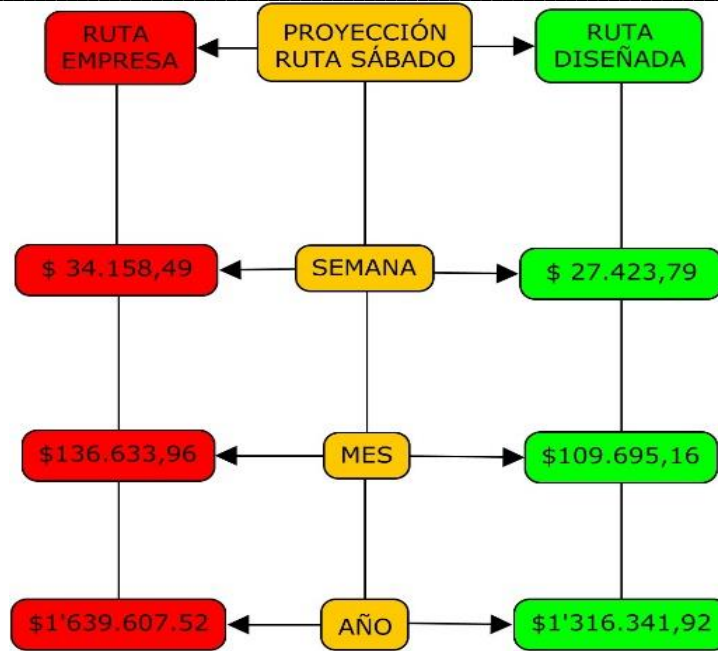 RUTA
EMPRESA
PROYECCIÓN
RUTA SÁBADO
RUTA
DISEÑADA
$ 34.158,49
SEMANA
$ 27.423,79
$136.633,96
MES
$109.695,16
$1'639.607.52
AÑO
$1'316.341,92